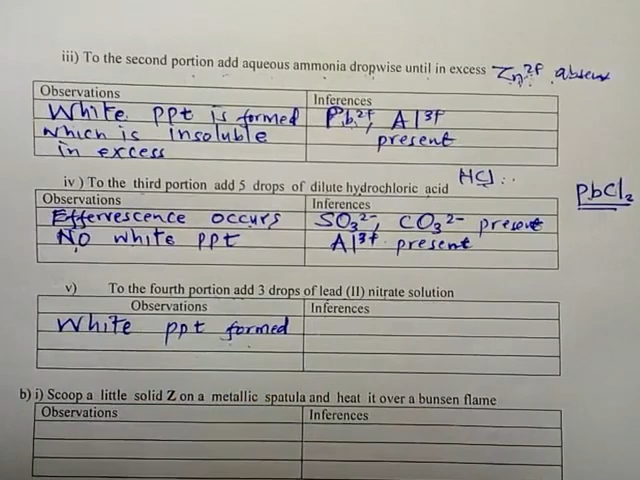 iii) To the second portion add aqueous ammonia dropwise until in excess Zn²⁺ absent
Observations Inferences
White ppt is formed Pb²⁺, Al³⁺
which is insoluble present
in excess
HCl
iv ) To the third portion add 5 drops of dilute hydrochloric acid
PbCl₂
Observations Inferences
Effervescence occurs SO₃²⁻, CO₃²⁻ present
No white ppt Al³⁺ present
v) To the fourth portion add 3 drops of lead (II) nitrate solution
Observations Inferences
White ppt formed
b) i) Scoop a little solid Z on a metallic spatula and heat it over a bunsen flame
Observations Inferences